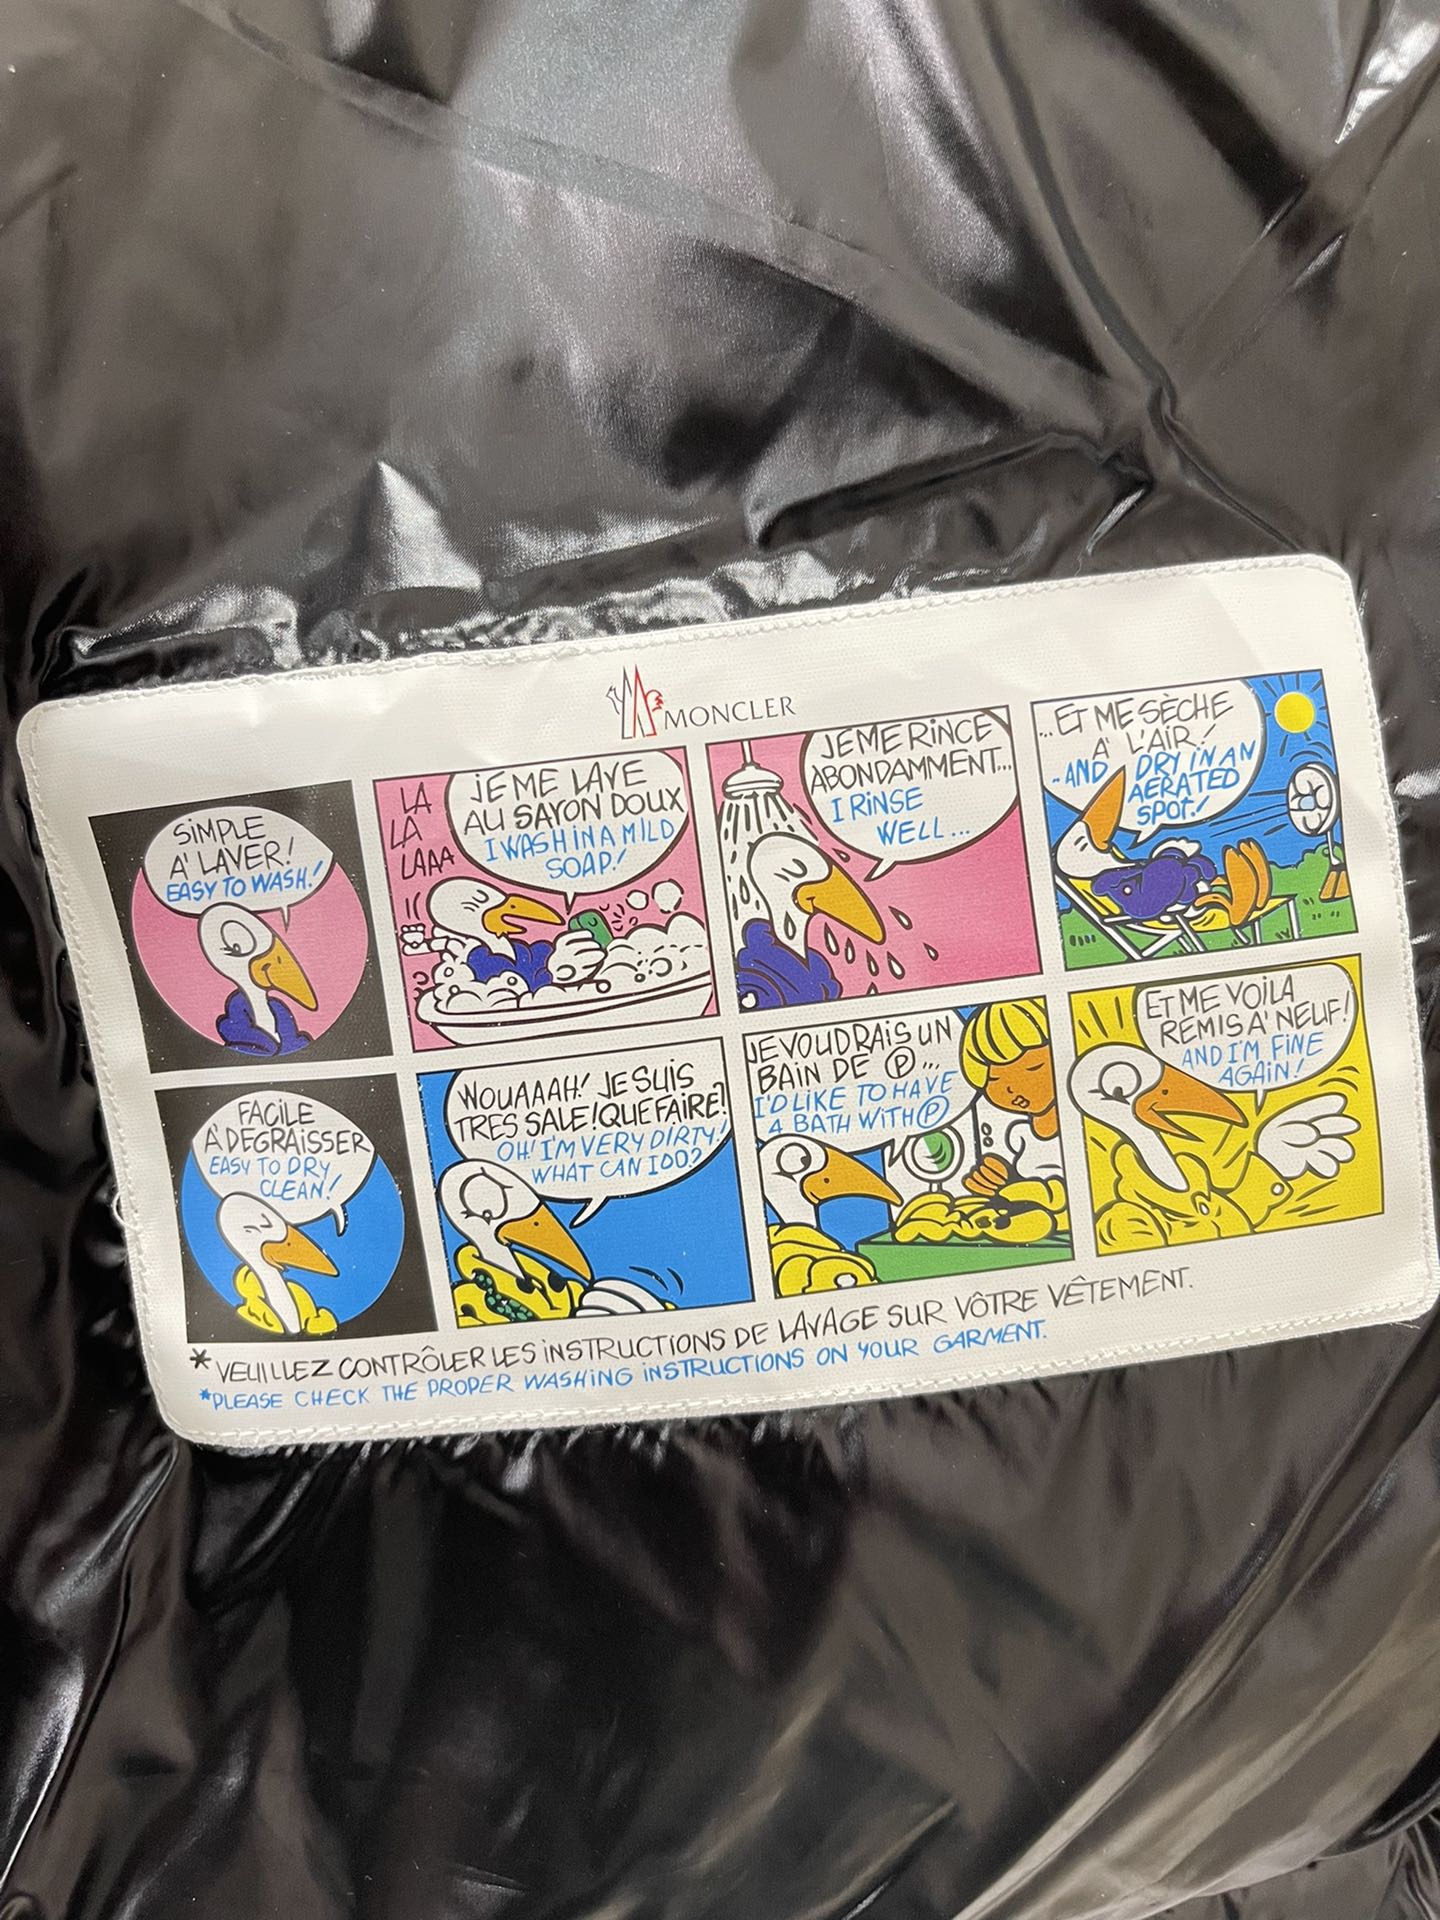 MONCLER
SIMPLE
A' LAVER!
EASY TO WASH!
LA
LA
LAAA
JE ME LAVE
AU SAVON DOUX
I WASH IN A MILD
SOAP!
JE ME RINCE
ABONDAMMENT...
I RINSE
WELL...
...ET ME SÈCHE
A' L'AIR!
-AND DRY IN AN
AERATED
SPOT!
FACILE
A' DEGRAISSER
EASY TO DRY
CLEAN!
WOUAAAH! JE SUIS
TRES SALE! QUE FAIRE?
OH! I'M VERY DIRTY!
WHAT CAN I DO?
JE VOUDRAIS UN
BAIN DE Ⓟ...
I'D LIKE TO HAVE
A BATH WITH Ⓟ
ET ME VOILA
REMIS A' NEUF!
AND I'M FINE
AGAIN!
*VEUILLEZ CONTRÔLER LES INSTRUCTIONS DE LAVAGE SUR VÔTRE VÊTEMENT.
*PLEASE CHECK THE PROPER WASHING INSTRUCTIONS ON YOUR GARMENT.